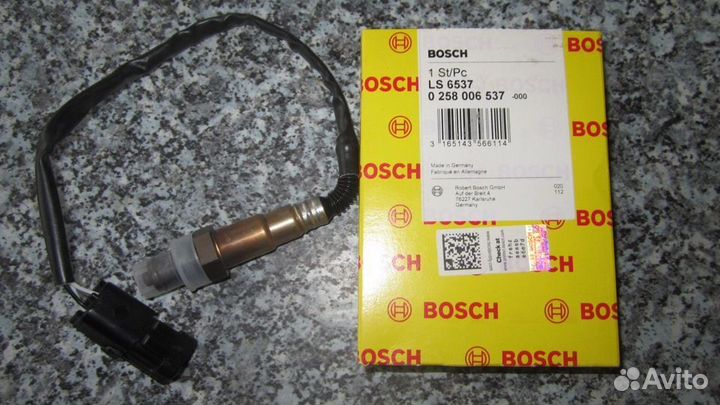 BOSCH
BOSCH
1 St/Pc
LS 6537
0 258 006 537 -000
3 165143 566114
Made in Germany
Fabriqué en Allemagne
Robert Bosch GmbH
Auf der Breit 4
76227 Karlsruhe
Germany
020
112
Check at
BOSCH
BOSCH
BOSCH
BOSCH
BOSCH
Avito